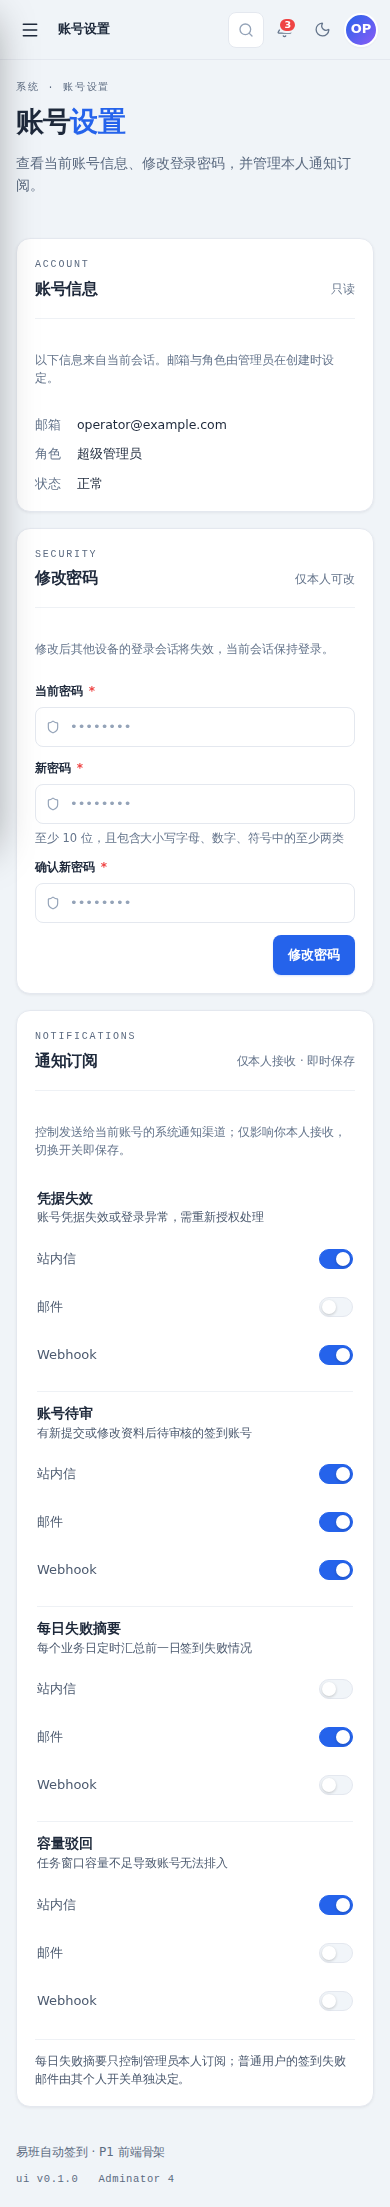 账号设置
3
OP
系统 · 账号设置
账号设置
查看当前账号信息、修改登录密码，并管理本人通知订
阅。
ACCOUNT
账号信息
只读
以下信息来自当前会话。邮箱与角色由管理员在创建时设
定。
邮箱 operator@example.com
角色 超级管理员
状态 正常
SECURITY
修改密码
仅本人可改
修改后其他设备的登录会话将失效，当前会话保持登录。
当前密码 *
••••••••
新密码 *
••••••••
至少 10 位，且包含大小写字母、数字、符号中的至少两类
确认新密码 *
••••••••
修改密码
NOTIFICATIONS
通知订阅
仅本人接收 · 即时保存
控制发送给当前账号的系统通知渠道；仅影响你本人接收，
切换开关即保存。
凭据失效
账号凭据失效或登录异常，需重新授权处理
站内信
邮件
Webhook
账号待审
有新提交或修改资料后待审核的签到账号
站内信
邮件
Webhook
每日失败摘要
每个业务日定时汇总前一日签到失败情况
站内信
邮件
Webhook
容量驳回
任务窗口容量不足导致账号无法排入
站内信
邮件
Webhook
每日失败摘要只控制管理员本人订阅；普通用户的签到失败
邮件由其个人开关单独决定。
易班自动签到 · P1 前端骨架
ui v0.1.0 Adminator 4